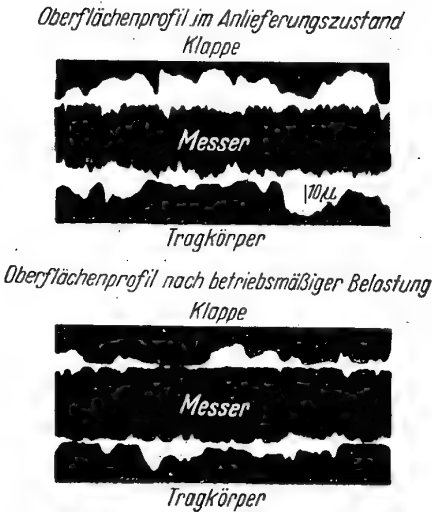 Oberflächenprofil im Anlieferungszustand
Klappe
Messer
10µ
Tragkörper
Oberflächenprofil nach betriebsmäßiger Belastung
Klappe
Messer
Tragkörper